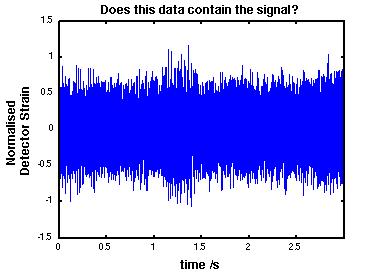 Does this data contain the signal?
1.5
1
0.5
0
-0.5
-1
-1.5
Normalised
Detector Strain
0 0.5 1 1.5 2 2.5
time /s